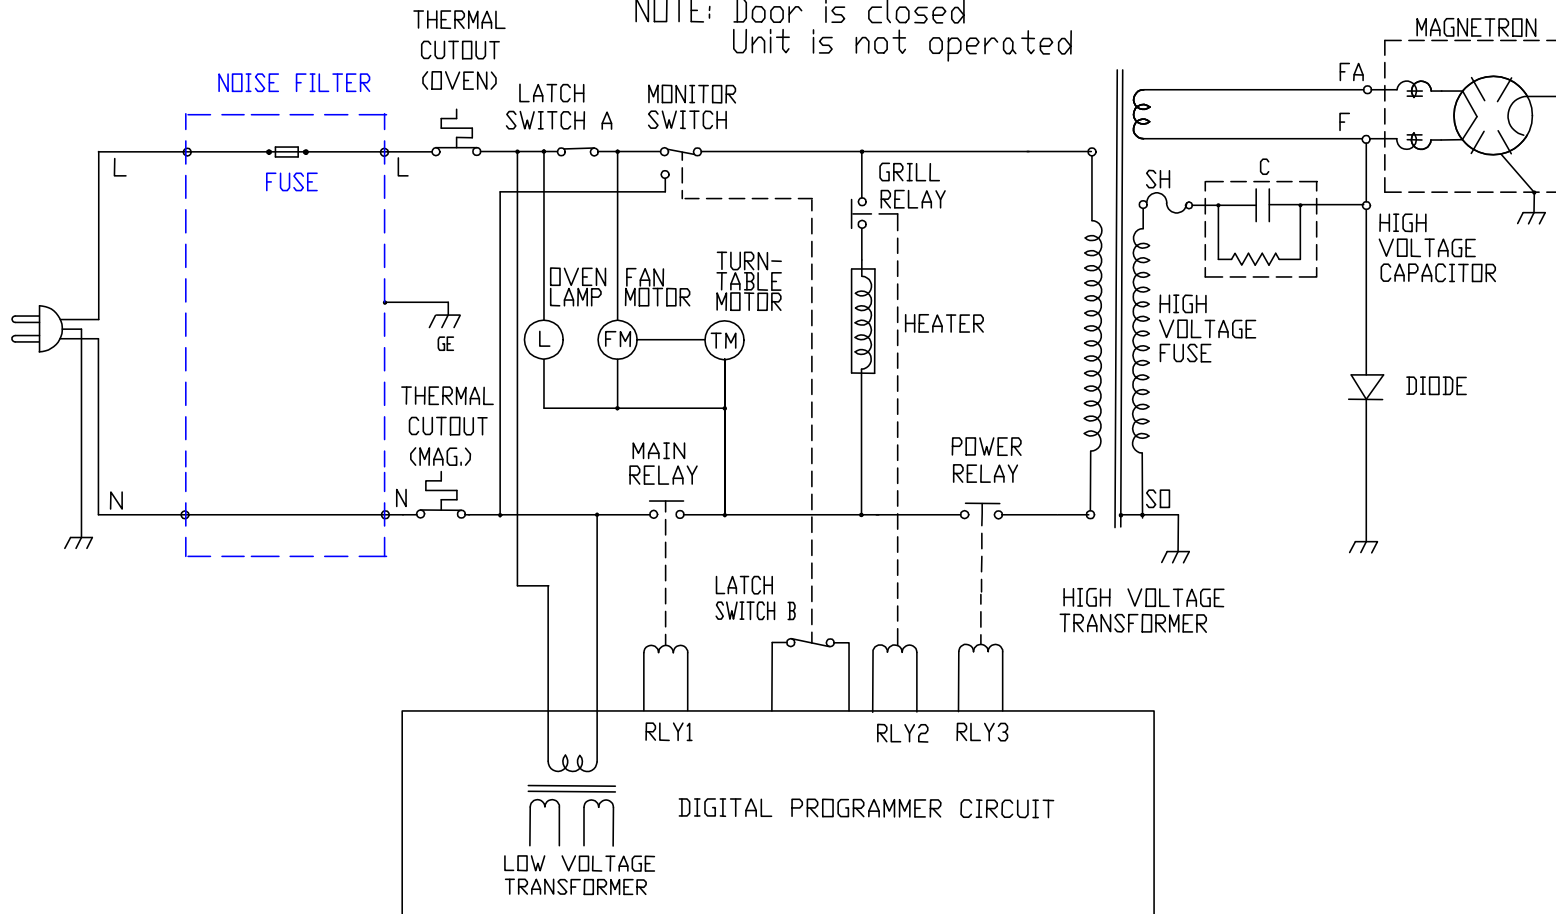 NOTE: Door is closed
Unit is not operated
THERMAL
CUTOUT
(OVEN)
NOISE FILTER
LATCH
SWITCH A
MONITOR
SWITCH
MAGNETRON
FA
F
L
FUSE
L
GRILL
RELAY
SH
C
HIGH
VOLTAGE
CAPACITOR
OVEN
LAMP
FAN
MOTOR
TURN-
TABLE
MOTOR
HIGH
VOLTAGE
FUSE
L
FM
TM
HEATER
GE
DIODE
THERMAL
CUTOUT
(MAG.)
MAIN
RELAY
POWER
RELAY
N
N
SO
LATCH
SWITCH B
HIGH VOLTAGE
TRANSFORMER
RLY1
RLY2
RLY3
DIGITAL PROGRAMMER CIRCUIT
LOW VOLTAGE
TRANSFORMER